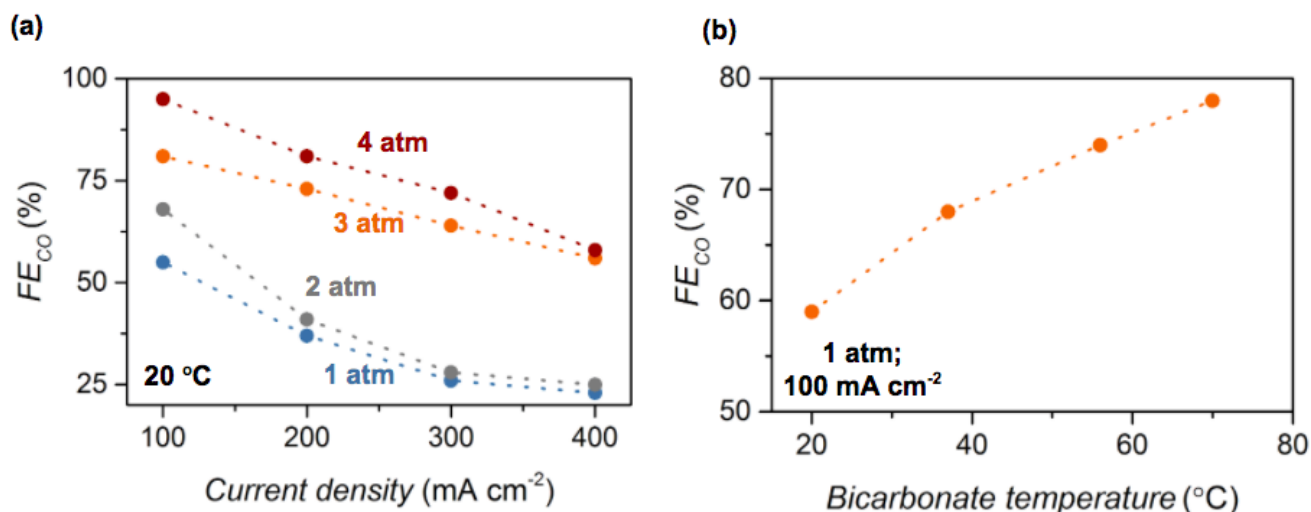 (a)
FE_CO (%)
100
75
50
25
4 atm
3 atm
2 atm
1 atm
20 °C
100 200 300 400
Current density (mA cm⁻²)
(b)
FE_CO (%)
80
70
60
50
1 atm;
100 mA cm⁻²
20 40 60 80
Bicarbonate temperature (°C)